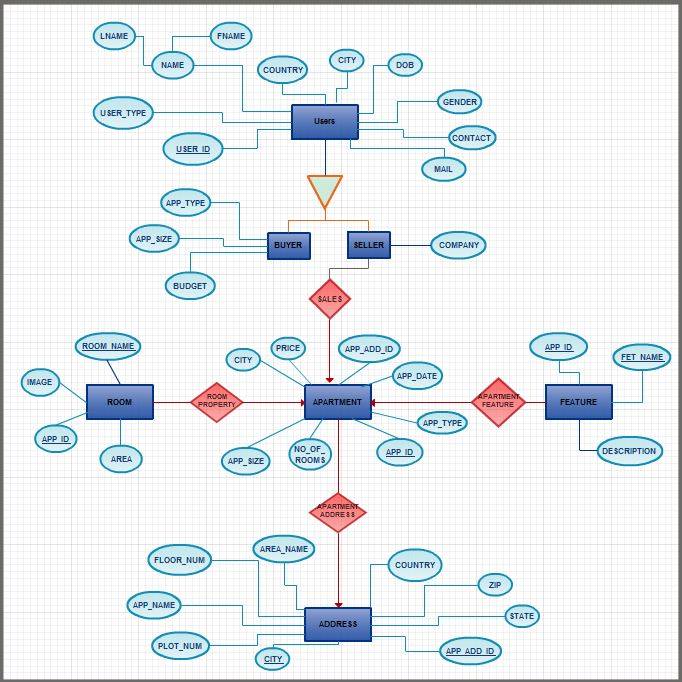 LNAME
FNAME
NAME
COUNTRY
CITY
DOB
USER_TYPE
GENDER
Users
CONTACT
USER_ID
MAIL
APP_TYPE
APP_SIZE
BUYER
SELLER
COMPANY
BUDGET
SALES
ROOM_NAME
CITY
PRICE
APP_ADD_ID
APP_ID
FET_NAME
IMAGE
APP_DATE
ROOM
ROOM
PROPERTY
APARTMENT
APARTMENT
FEATURE
FEATURE
APP_TYPE
APP_ID
AREA
APP_SIZE
NO_OF_
ROOMS
APP_ID
DESCRIPTION
APARTMENT
ADDRESS
AREA_NAME
FLOOR_NUM
COUNTRY
ZIP
APP_NAME
STATE
ADDRESS
PLOT_NUM
CITY
APP_ADD_ID